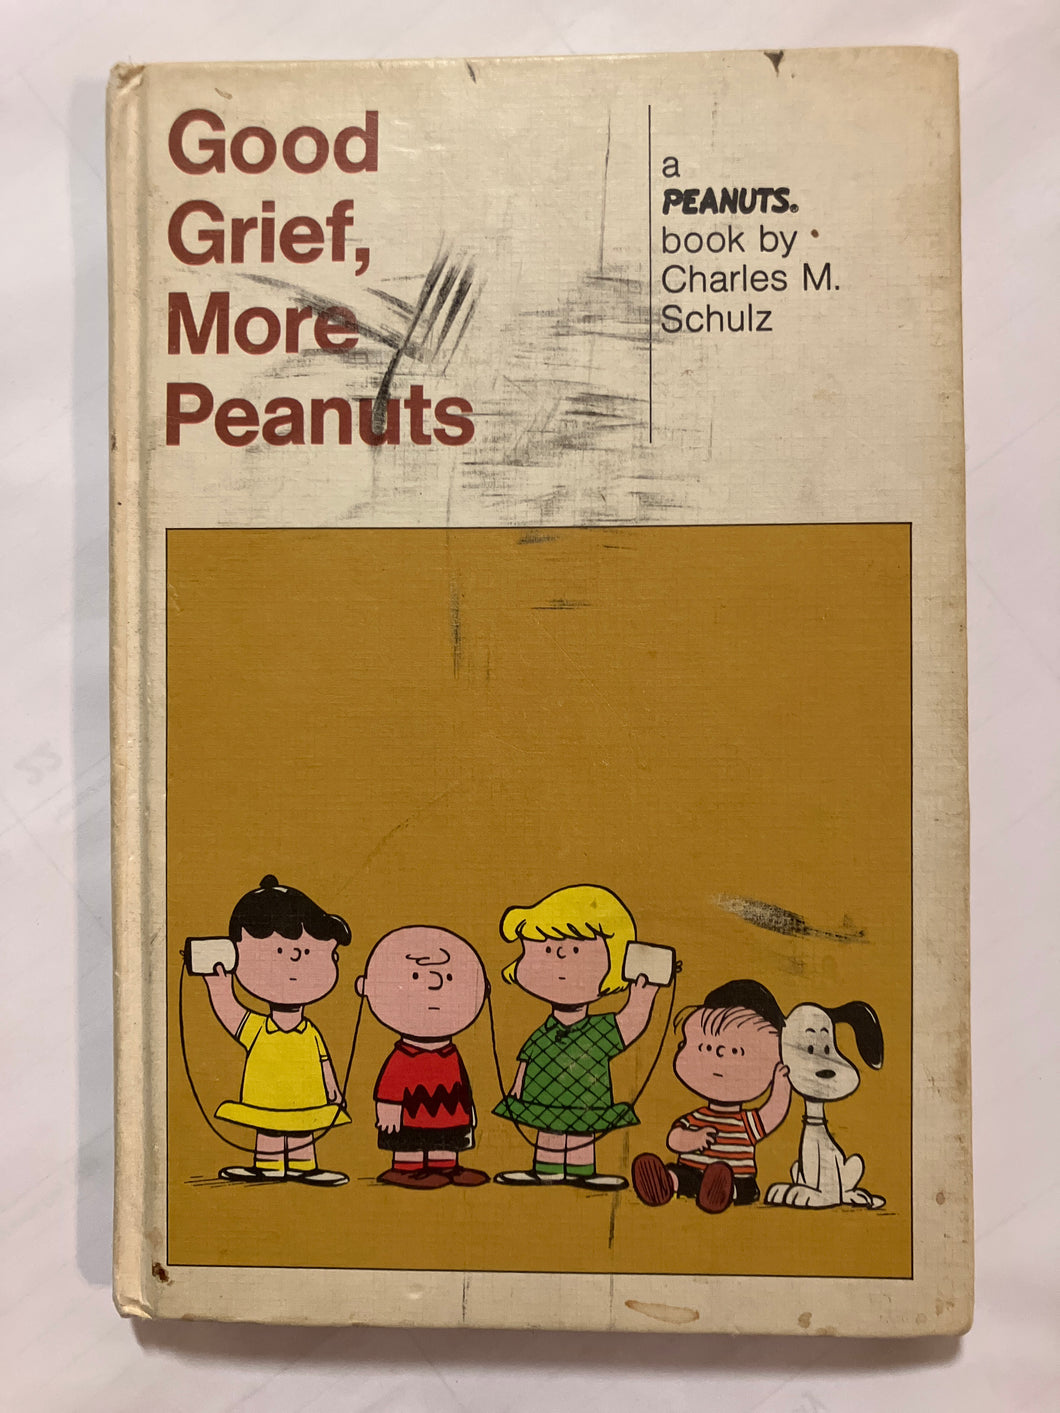 Good
Grief,
More
Peanuts
a
PEANUTS®
book by
Charles M.
Schulz